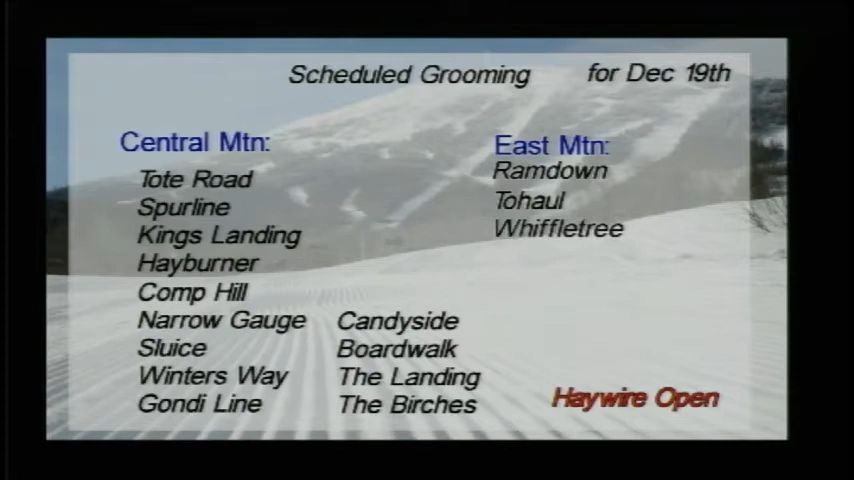 Scheduled Grooming for Dec 19th
Central Mtn:
Tote Road
Spurline
Kings Landing
Hayburner
Comp Hill
Narrow Gauge
Sluice
Winters Way
Gondi Line
Candyside
Boardwalk
The Landing
The Birches
East Mtn:
Ramdown
Tohaul
Whiffletree
Haywire Open